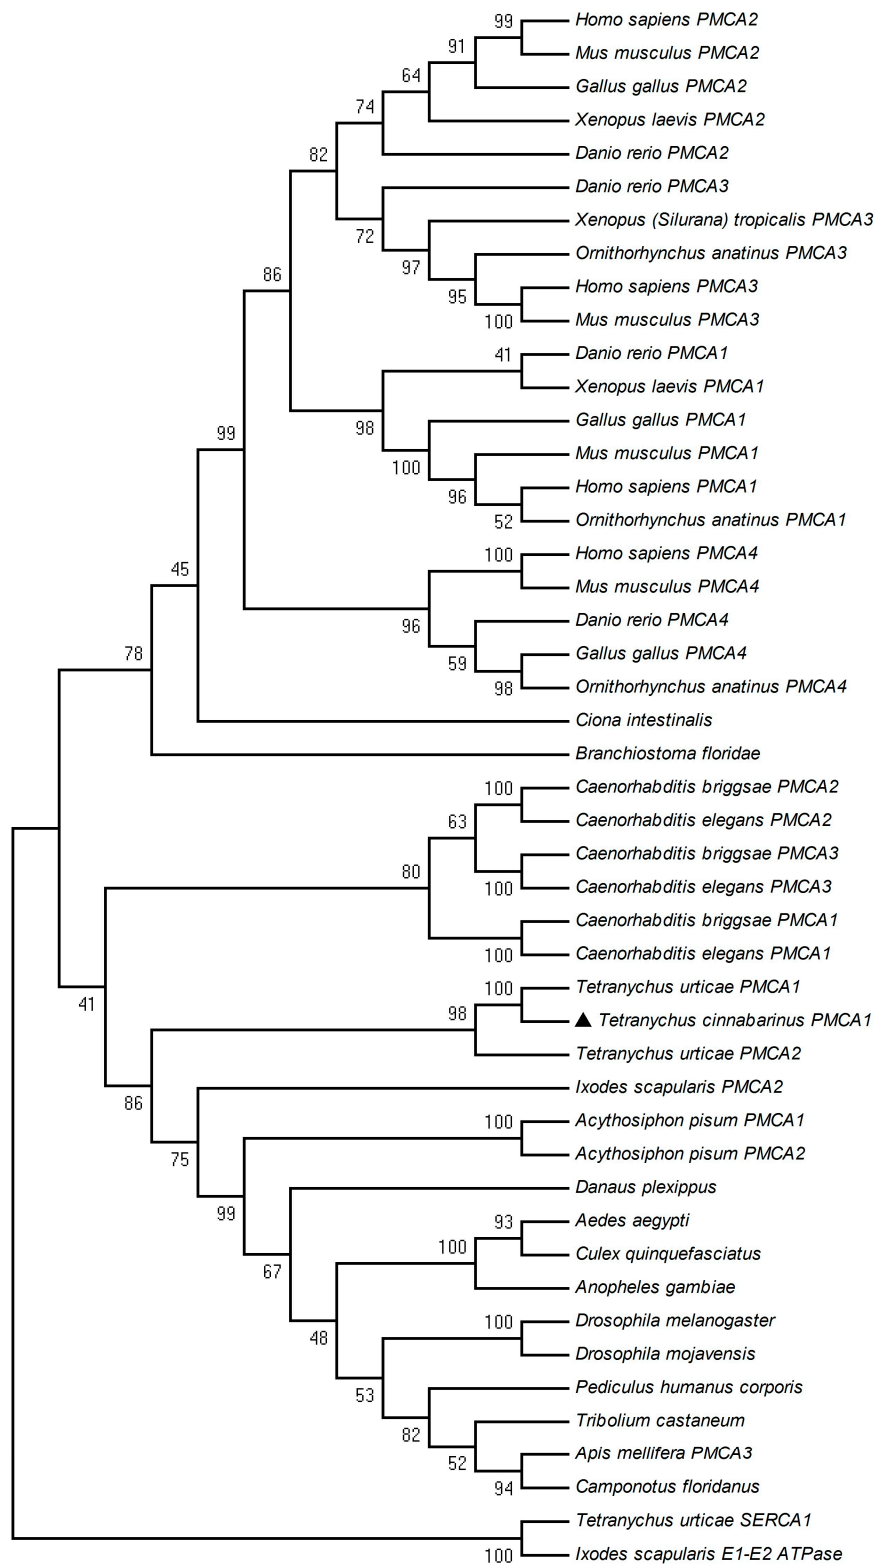 99 Homo sapiens PMCA2
Mus musculus PMCA2
91
Gallus gallus PMCA2
64
Xenopus laevis PMCA2
74
Danio rerio PMCA2
82
Danio rerio PMCA3
Xenopus (Silurana) tropicalis PMCA3
72
Ornithorhynchus anatinus PMCA3
97
Homo sapiens PMCA3
95
Mus musculus PMCA3
100
86
41 Danio rerio PMCA1
Xenopus laevis PMCA1
Gallus gallus PMCA1
98
Mus musculus PMCA1
100
Homo sapiens PMCA1
96
Ornithorhynchus anatinus PMCA1
52
99
100 Homo sapiens PMCA4
Mus musculus PMCA4
Danio rerio PMCA4
96
Gallus gallus PMCA4
59
Ornithorhynchus anatinus PMCA4
98
45
Ciona intestinalis
78
Branchiostoma floridae
100 Caenorhabditis briggsae PMCA2
Caenorhabditis elegans PMCA2
63
Caenorhabditis briggsae PMCA3
Caenorhabditis elegans PMCA3
100
80
Caenorhabditis briggsae PMCA1
Caenorhabditis elegans PMCA1
100
41
100 Tetranychus urticae PMCA1
▲ Tetranychus cinnabarinus PMCA1
98
Tetranychus urticae PMCA2
86
Ixodes scapularis PMCA2
75
100 Acythosiphon pisum PMCA1
Acythosiphon pisum PMCA2
99
Danaus plexippus
67
93 Aedes aegypti
Culex quinquefasciatus
100
Anopheles gambiae
48
100 Drosophila melanogaster
Drosophila mojavensis
53
Pediculus humanus corporis
82
Tribolium castaneum
52
Apis mellifera PMCA3
Camponotus floridanus
94
Tetranychus urticae SERCA1
Ixodes scapularis E1-E2 ATPase
100